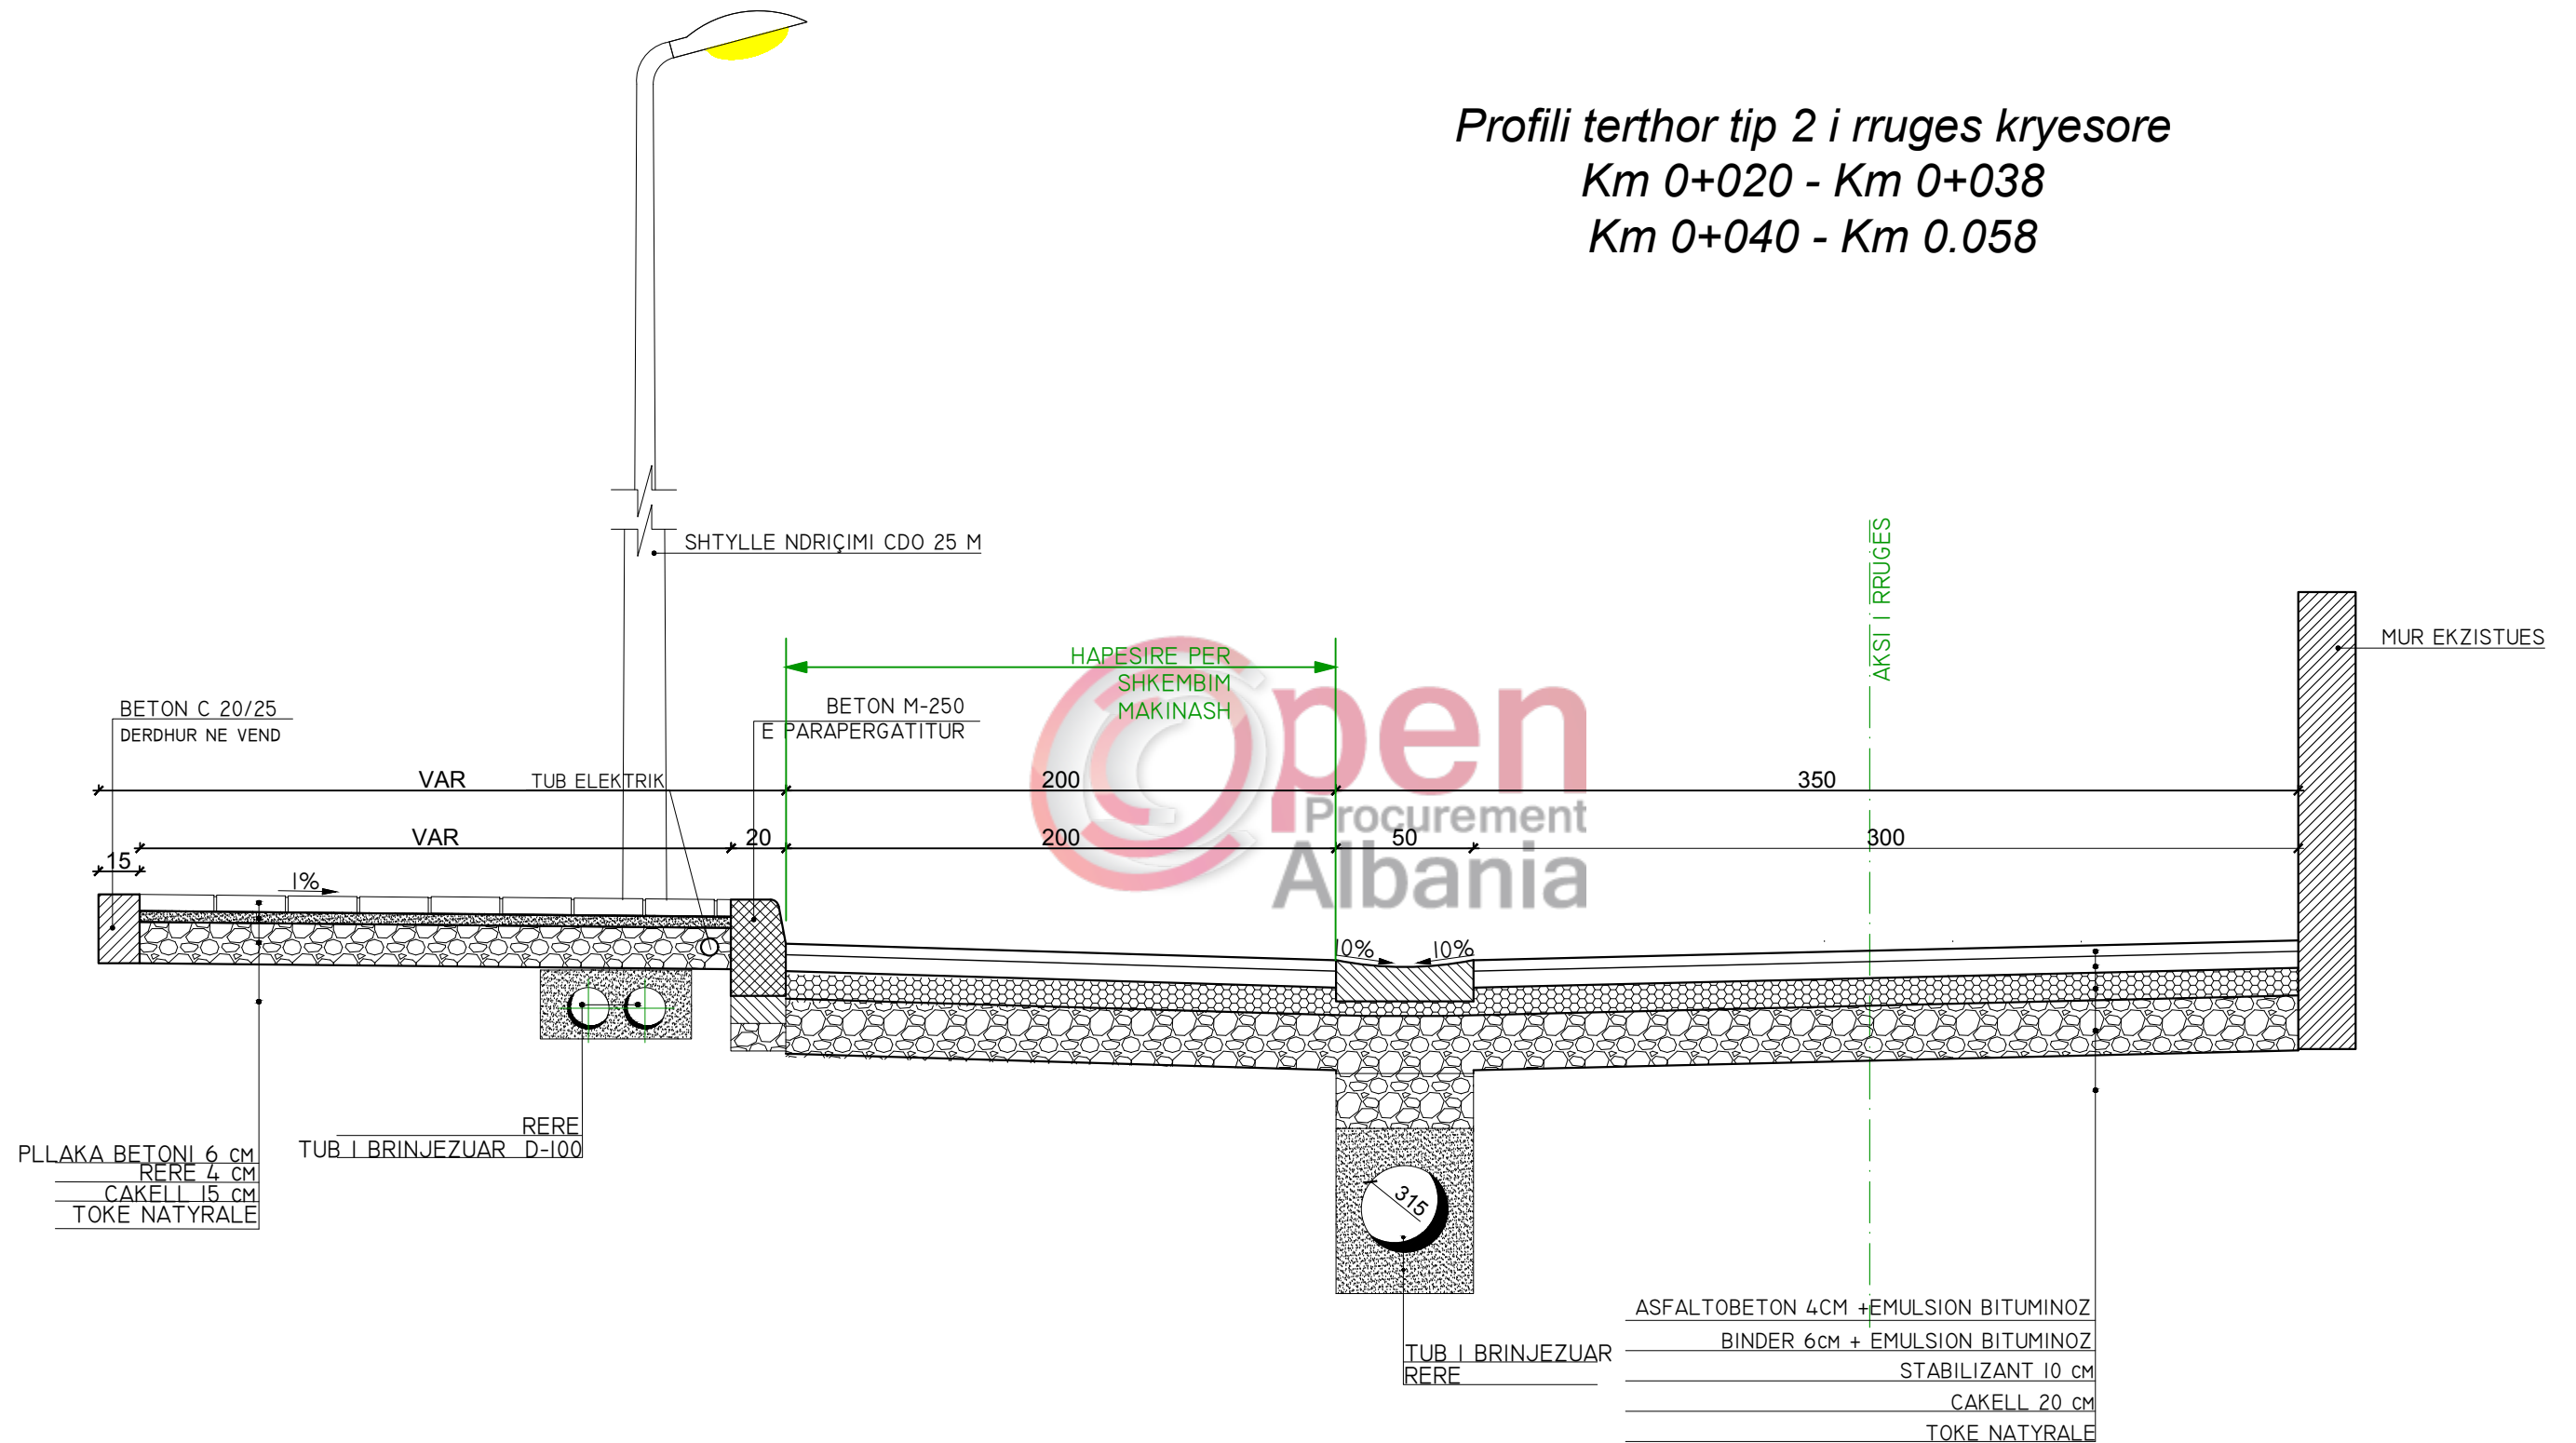 Profili terthor tip 2 i rruges kryesore
Km 0+020 - Km 0+038
Km 0+040 - Km 0.058
SHTYLLE NDRIÇIMI CDO 25 M
AKSI I RRUGES
MUR EKZISTUES
HAPESIRE PER
SHKEMBIM
MAKINASH
BETON C 20/25
DERDHUR NE VEND
BETON M-250
E PARAPERGATITUR
Open
Procurement
Albania
VAR
TUB ELEKTRIK
200
350
VAR
20
200
50
300
15
1%
10%
10%
RERE
TUB I BRINJEZUAR D-100
PLLAKA BETONI 6 CM
RERE 4 CM
CAKELL 15 CM
TOKE NATYRALE
315
TUB I BRINJEZUAR
RERE
ASFALTOBETON 4CM +EMULSION BITUMINOZ
BINDER 6CM + EMULSION BITUMINOZ
STABILIZANT 10 CM
CAKELL 20 CM
TOKE NATYRALE